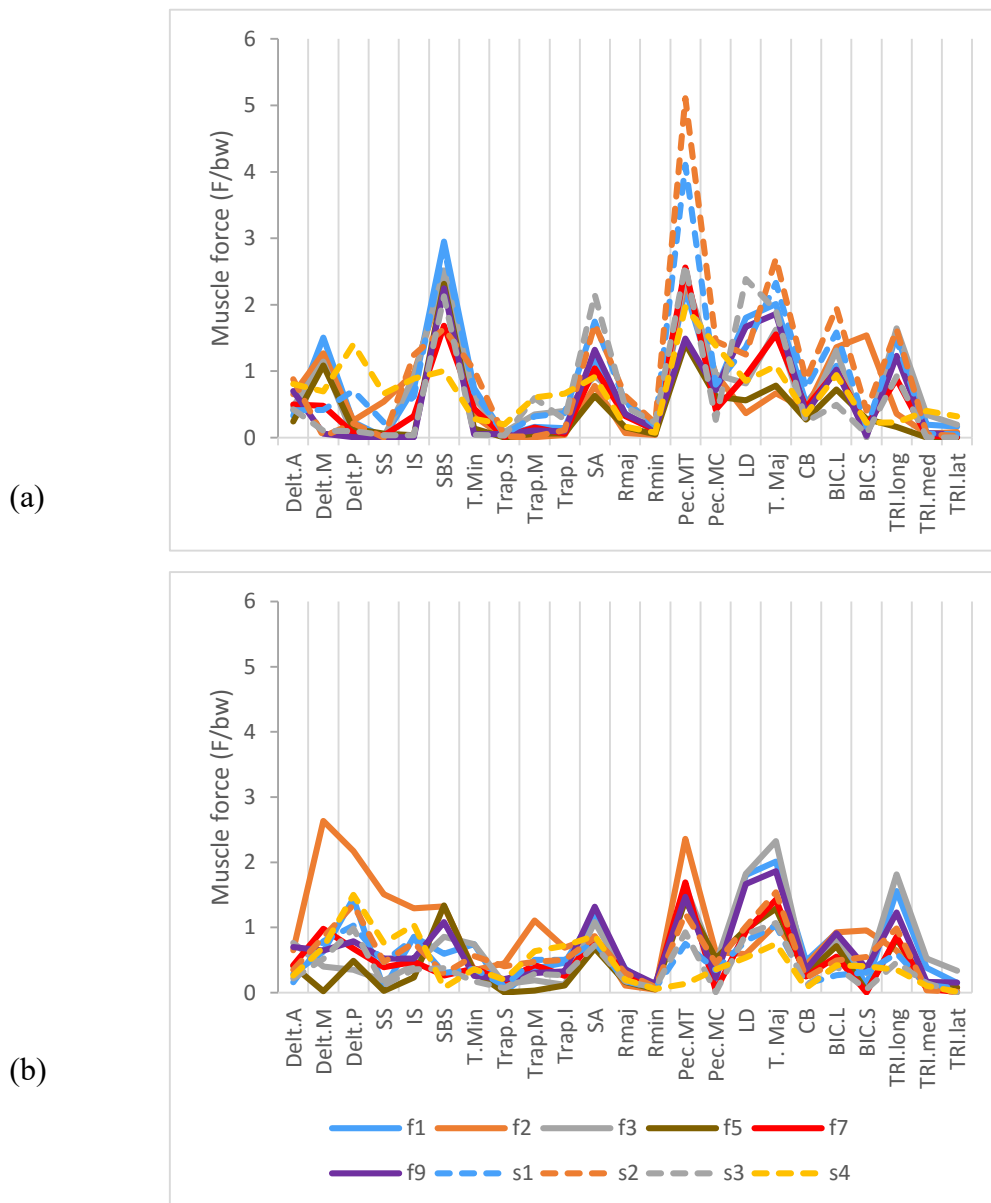 6
5
4
3
2
1
0
Muscle force (F/bw)
Delt.A
Delt.M
Delt.P
SS
IS
SBS
T.Min
Trap.S
Trap.M
Trap.I
SA
Rmaj
Rmin
Pec.MT
Pec.MC
LD
T. Maj
CB
BIC.L
BIC.S
TRI.long
TRI.med
TRI.lat
(a)
6
5
4
3
2
1
0
Muscle force (F/bw)
Delt.A
Delt.M
Delt.P
SS
IS
SBS
T.Min
Trap.S
Trap.M
Trap.I
SA
Rmaj
Rmin
Pec.MT
Pec.MC
LD
T. Maj
CB
BIC.L
BIC.S
TRI.long
TRI.med
TRI.lat
(b)
f1 f2 f3 f5 f7
f9 s1 s2 s3 s4